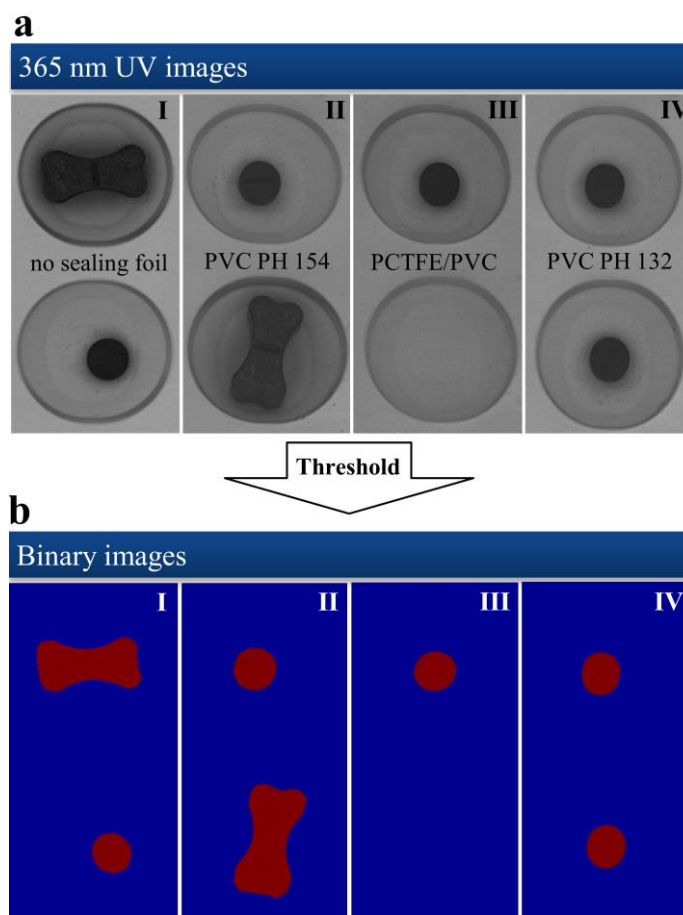 a
365 nm UV images
I II III IV
no sealing foil PVC PH 154 PCTFE/PVC PVC PH 132
Threshold
b
Binary images
I II III IV